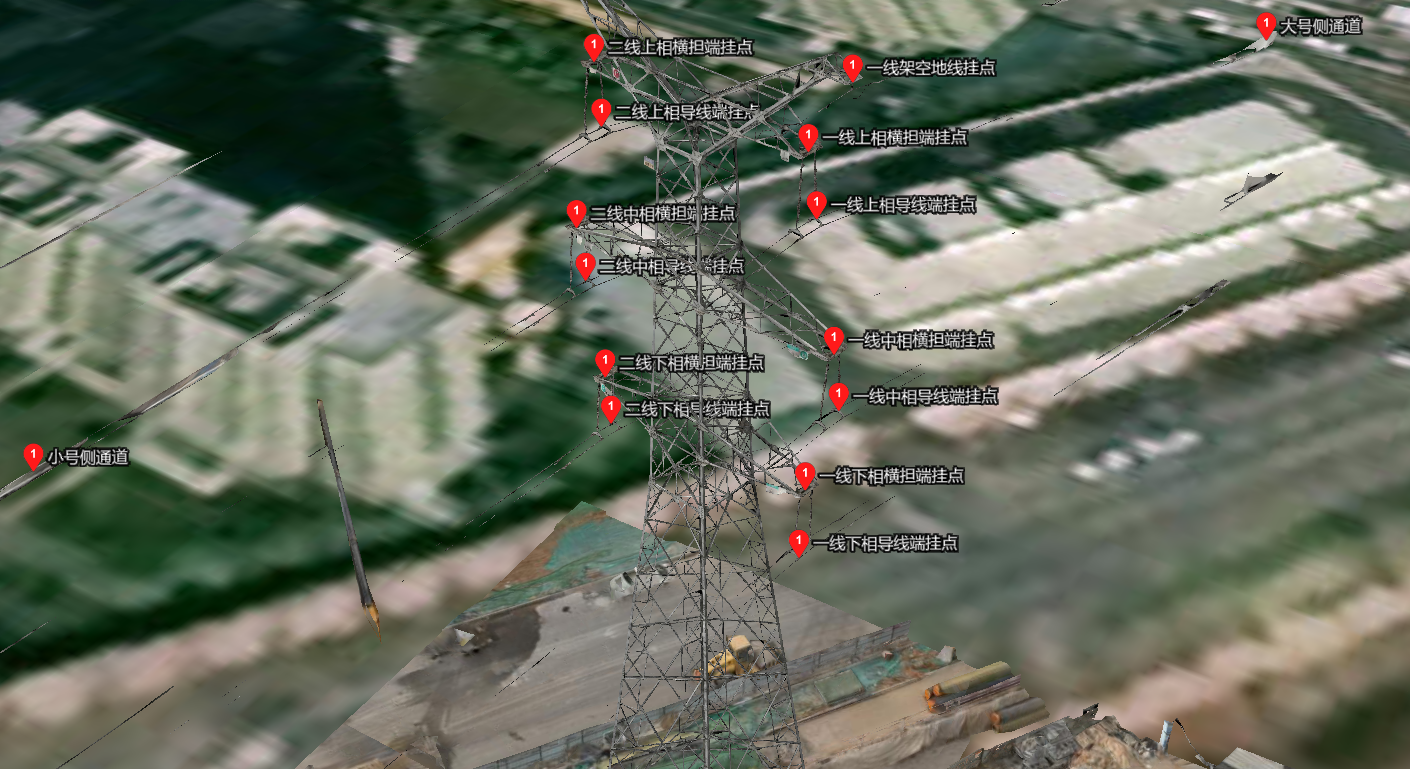 大号侧通道
1
二线上相横担端挂点
1
一线架空地线挂点
1
二线上相导线端挂点
1
一线上相横担端挂点
1
一线上相导线端挂点
1
二线中相横担端挂点
1
二线中相导线端挂点
1
一线中相横担端挂点
1
二线下相横担端挂点
1
一线中相导线端挂点
1
二线下相导线端挂点
1
小号侧通道
1
一线下相横担端挂点
1
一线下相导线端挂点
1